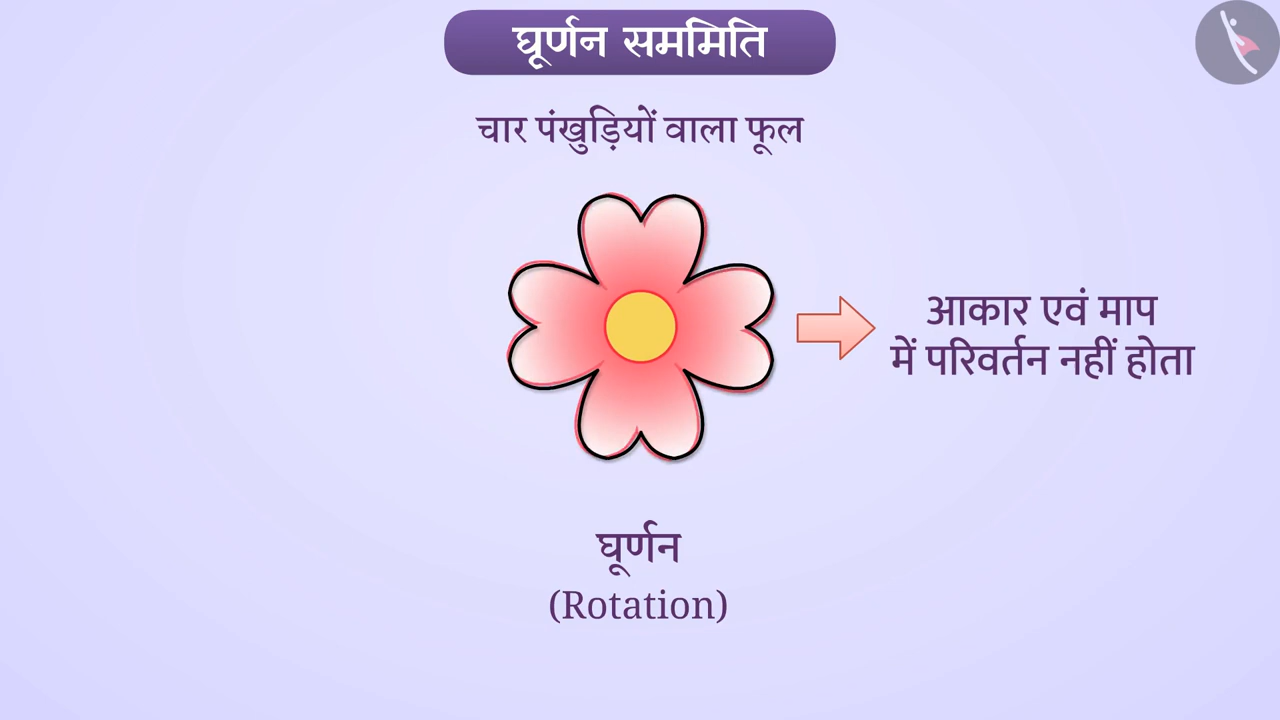 घूर्णन सममिति
चार पंखुड़ियों वाला फूल
आकार एवं माप
में परिवर्तन नहीं होता
घूर्णन
(Rotation)